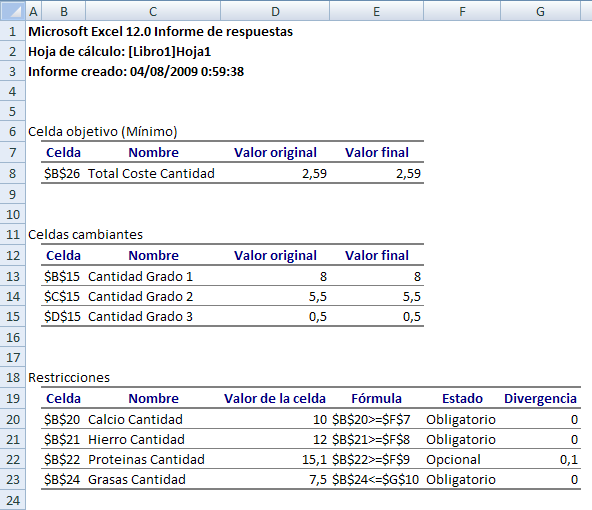 A B C D E F G
1 Microsoft Excel 12.0 Informe de respuestas
2 Hoja de cálculo: [Libro1]Hoja1
3 Informe creado: 04/08/2009 0:59:38
4
5
6 Celda objetivo (Mínimo)
7 Celda Nombre Valor original Valor final
8 $B$26 Total Coste Cantidad 2,59 2,59
9
10
11 Celdas cambiantes
12 Celda Nombre Valor original Valor final
13 $B$15 Cantidad Grado 1 8 8
14 $C$15 Cantidad Grado 2 5,5 5,5
15 $D$15 Cantidad Grado 3 0,5 0,5
16
17
18 Restricciones
19 Celda Nombre Valor de la celda Fórmula Estado Divergencia
20 $B$20 Calcio Cantidad 10 $B$20>=$F$7 Obligatorio 0
21 $B$21 Hierro Cantidad 12 $B$21>=$F$8 Obligatorio 0
22 $B$22 Proteinas Cantidad 15,1 $B$22>=$F$9 Opcional 0,1
23 $B$24 Grasas Cantidad 7,5 $B$24<=$G$10 Obligatorio 0
24